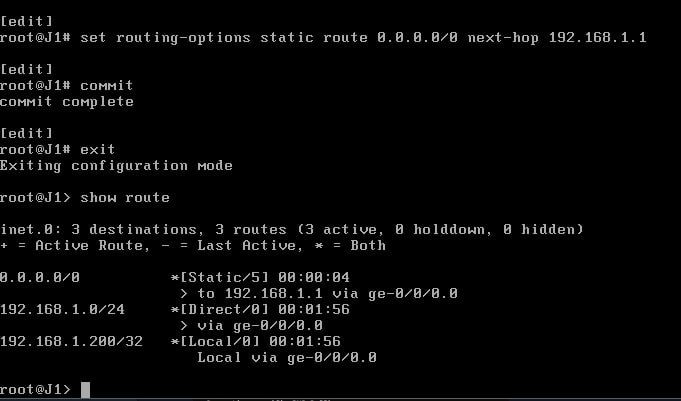 [edit]
root@J1# set routing-options static route 0.0.0.0/0 next-hop 192.168.1.1
[edit]
root@J1# commit
commit complete
[edit]
root@J1# exit
Exiting configuration mode
root@J1> show route
inet.0: 3 destinations, 3 routes (3 active, 0 holddown, 0 hidden)
+ = Active Route, - = Last Active, * = Both
0.0.0.0/0 *[Static/5] 00:00:04
> to 192.168.1.1 via ge-0/0/0.0
192.168.1.0/24 *[Direct/0] 00:01:56
> via ge-0/0/0.0
192.168.1.200/32 *[Local/0] 00:01:56
Local via ge-0/0/0.0
root@J1>